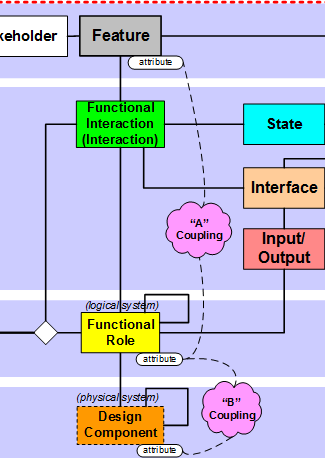 keholder
Feature
attribute
Functional
Interaction
(Interaction)
State
Interface
"A"
Coupling
Input/
Output
(logical system)
Functional
Role
attribute
(physical system)
Design
Component
"B"
Coupling
attribute